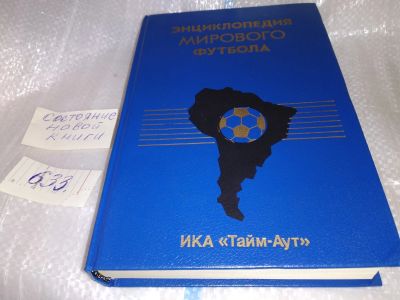 ЭНЦИКЛОПЕДИЯ
МИРОВОГО
ФУТБОЛА
ИКА «Тайм-Аут»
Состояние
новой
книги
633